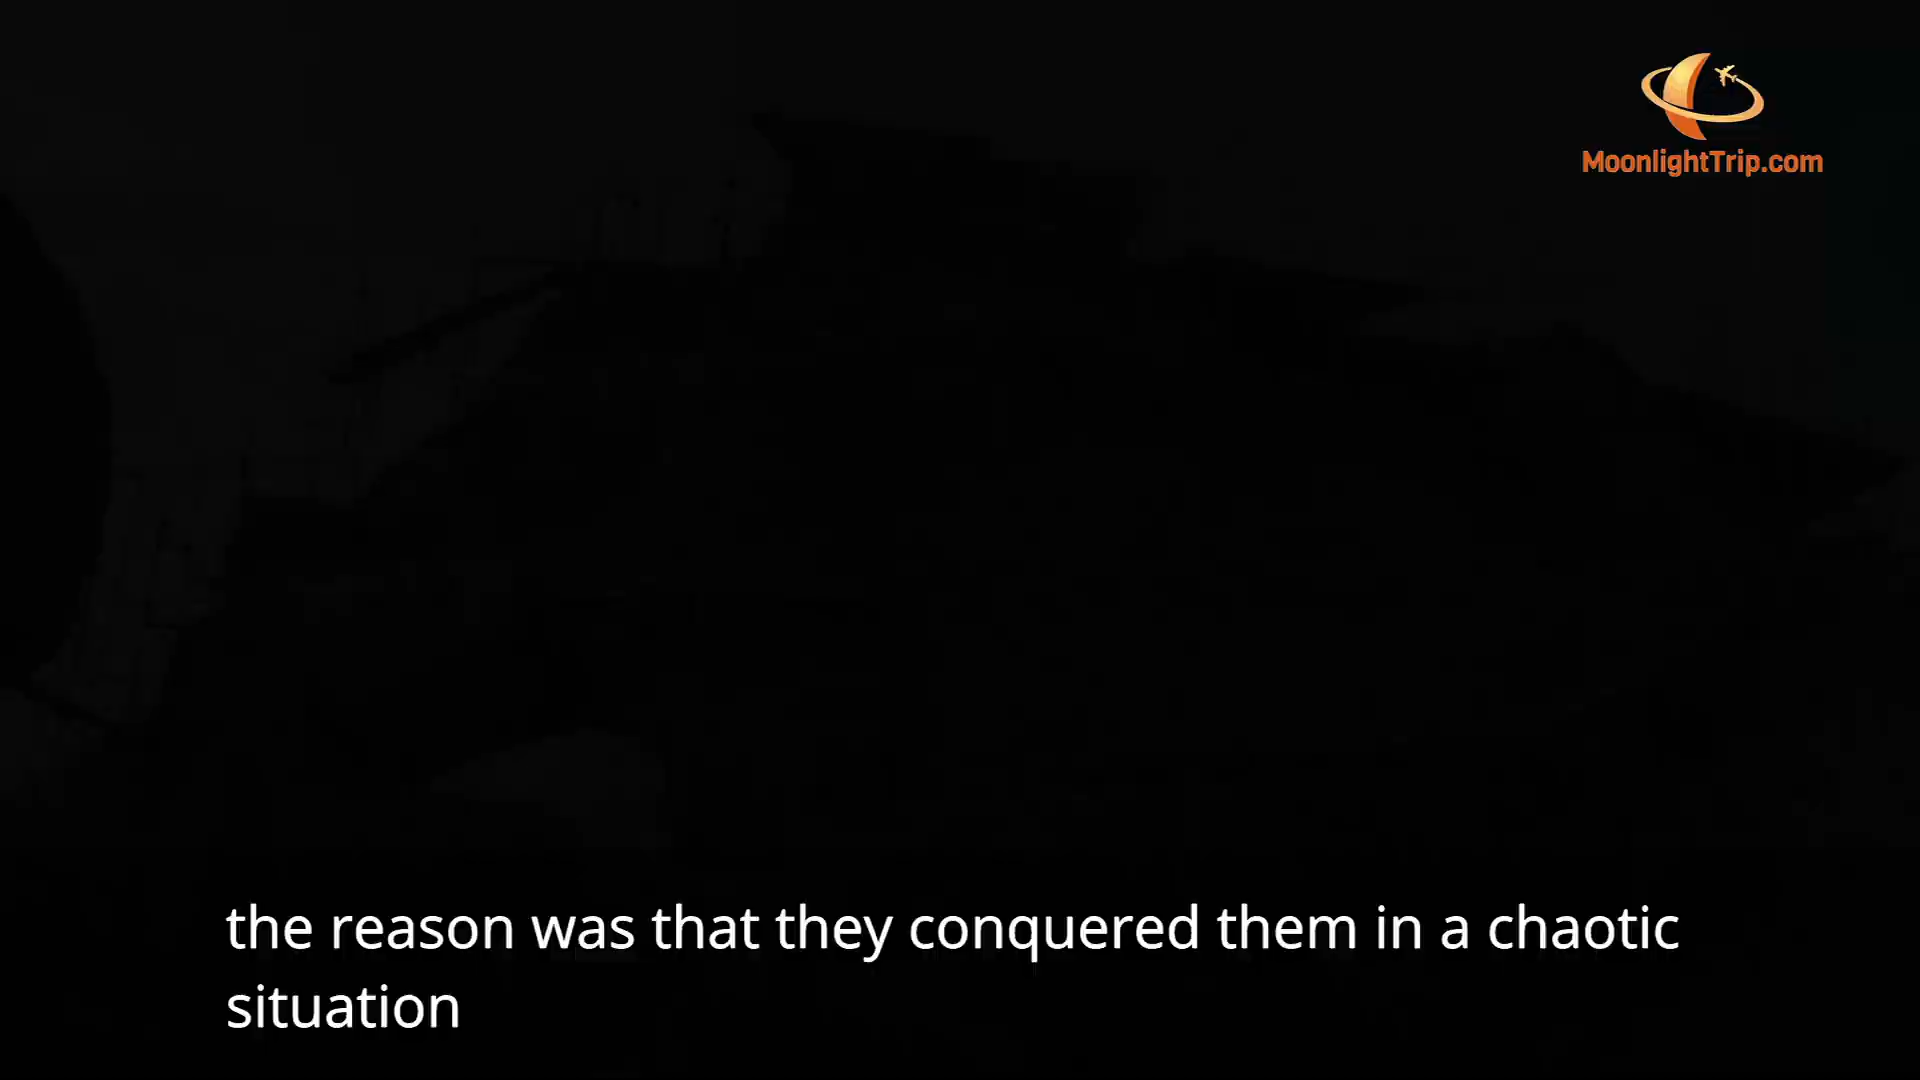 MoonlightTrip.com
the reason was that they conquered them in a chaotic
situation